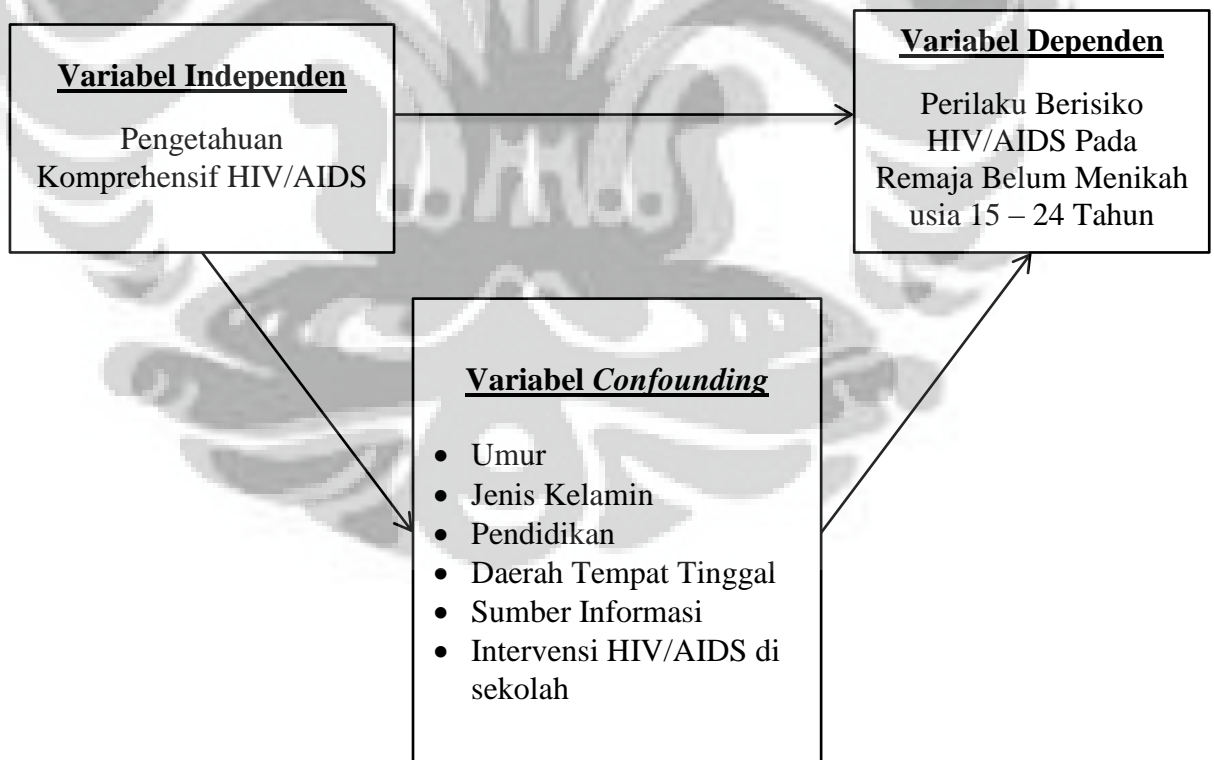 Variabel Independen
Pengetahuan
Komprehensif HIV/AIDS
Variabel Dependen
Perilaku Berisiko
HIV/AIDS Pada
Remaja Belum Menikah
usia 15 – 24 Tahun
Variabel Confounding
• Umur
• Jenis Kelamin
• Pendidikan
• Daerah Tempat Tinggal
• Sumber Informasi
• Intervensi HIV/AIDS di
sekolah